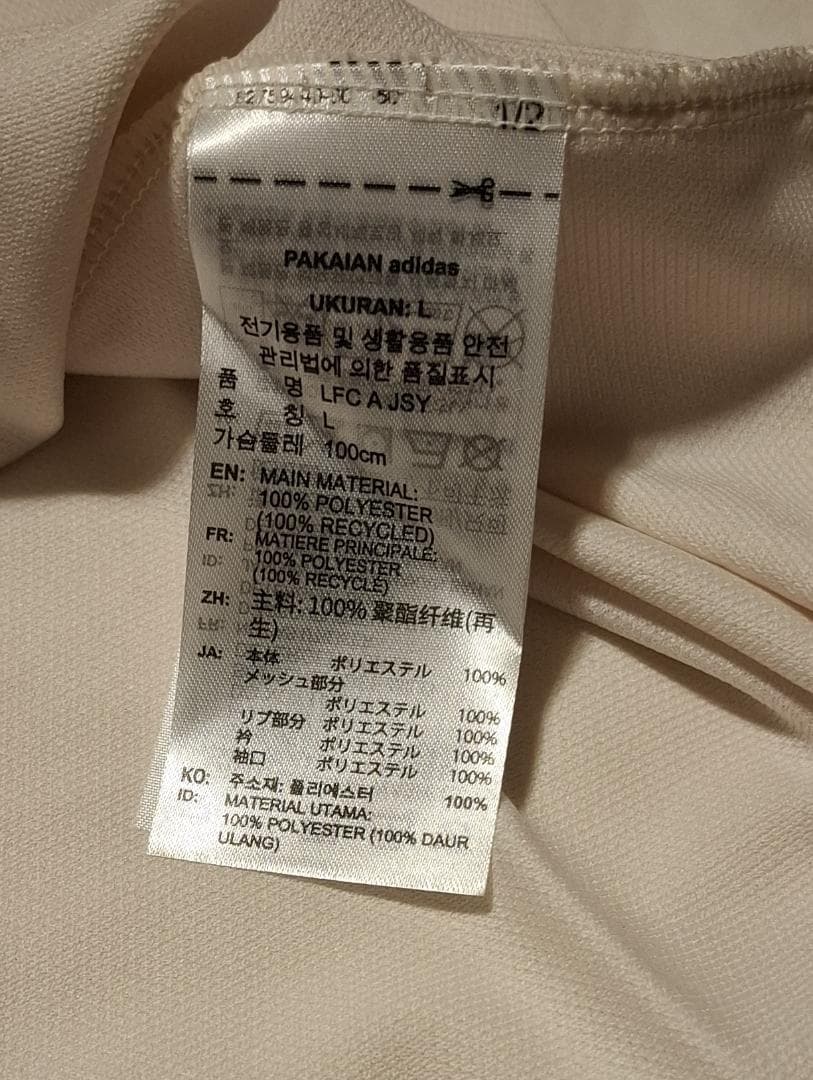 1/2
PAKAIAN adidas
UKURAN: L
전기용품 및 생활용품 안전
관리법에 의한 품질표시
품 명 LFC A JSY
호 칭 L
가슴둘레 100cm
EN: MAIN MATERIAL:
100% POLYESTER
(100% RECYCLED)
FR: MATIERE PRINCIPALE:
100% POLYESTER
(100% RECYCLÉ)
ZH: 主料: 100% 聚酯纤维(再
生)
JA: 本体 ポリエステル 100%
メッシュ部分
ポリエステル 100%
リブ部分 ポリエステル 100%
衿 ポリエステル 100%
袖口 ポリエステル 100%
KO: 주소재: 폴리에스터 100%
ID: MATERIAL UTAMA:
100% POLYESTER (100% DAUR
ULANG)